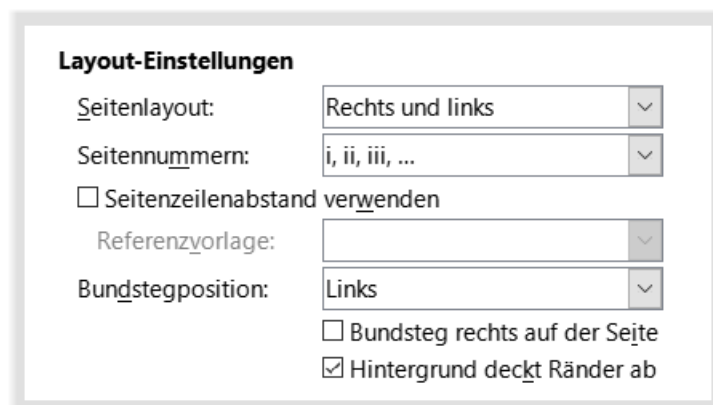 Layout-Einstellungen
Seitenlayout: Rechts und links
Seitennummern: i, ii, iii, ...
Seitenzeilenabstand verwenden
Referenzvorlage:
Bundstegposition: Links
Bundsteg rechts auf der Seite
Hintergrund deckt Ränder ab